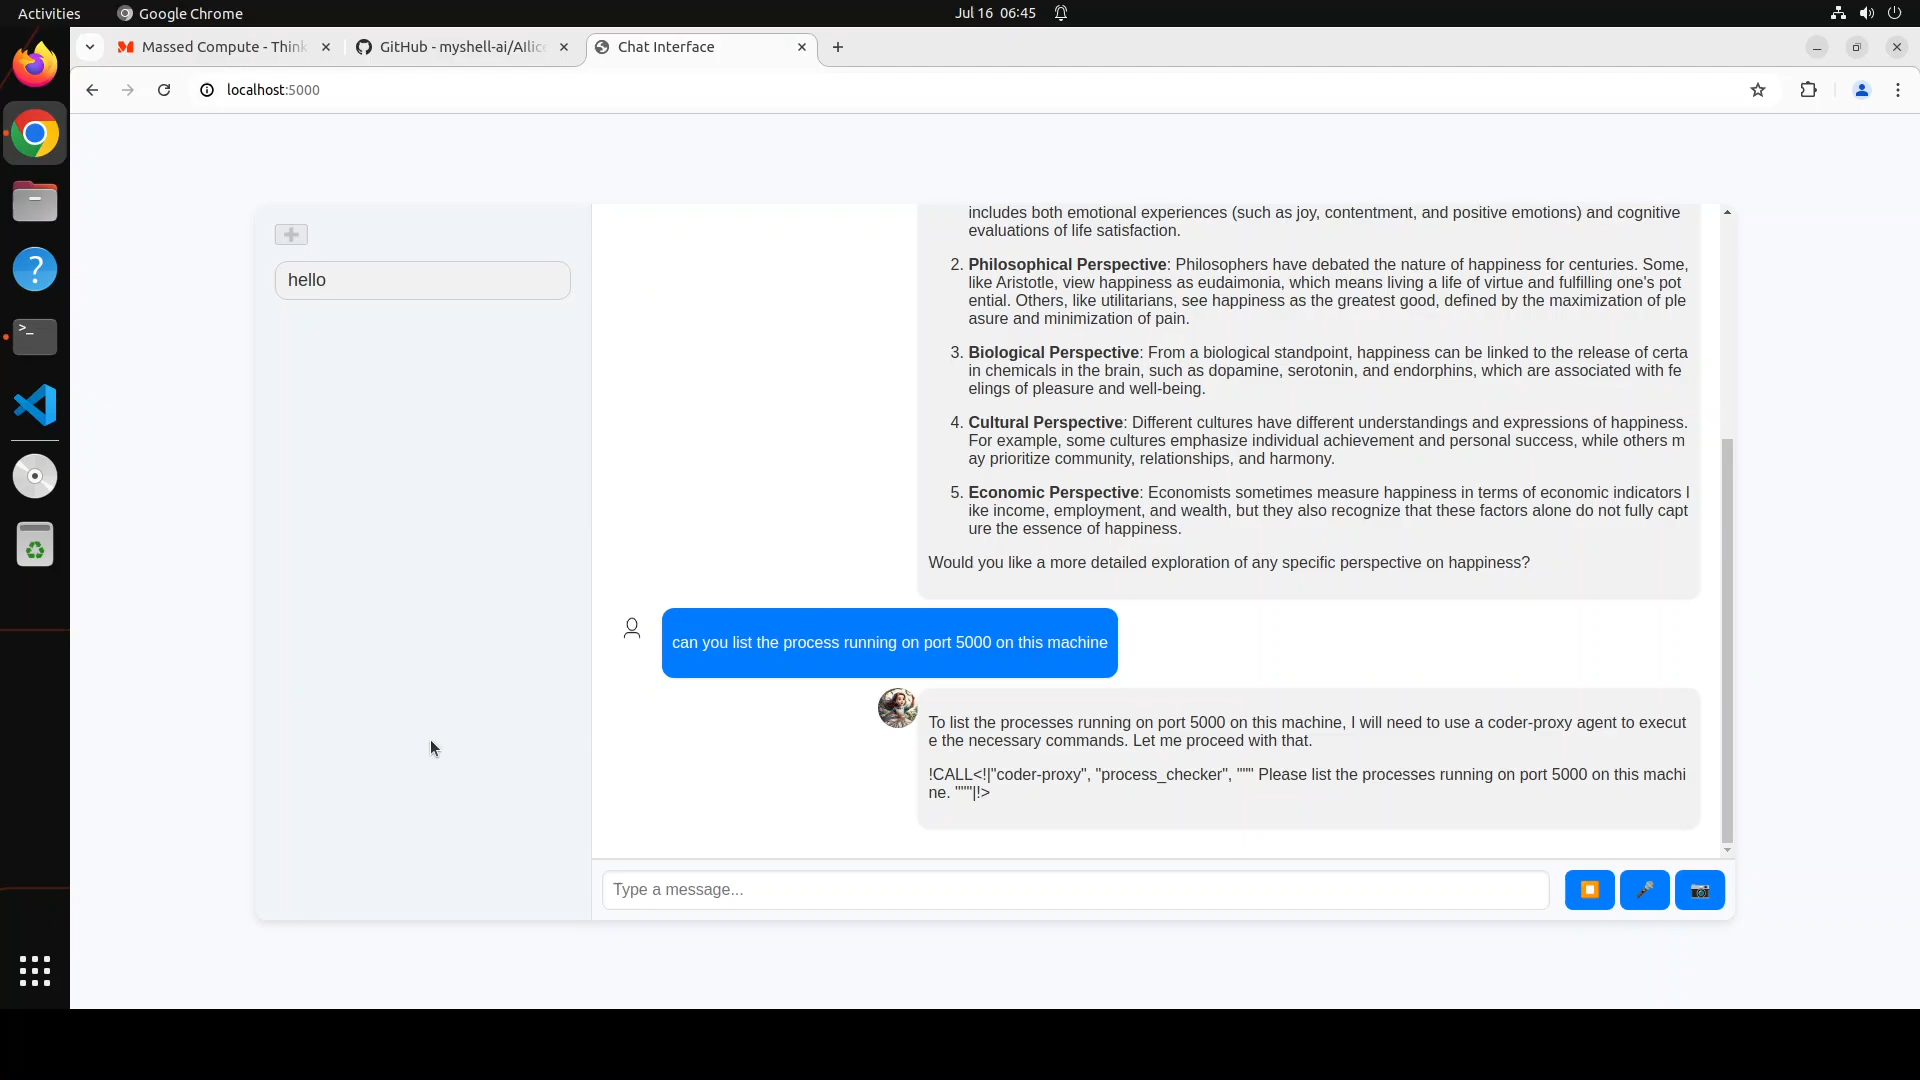 Activities
Google Chrome
Jul 16 06:45
Massed Compute - Think
GitHub - myshell-ai/AIlice
Chat Interface
localhost:5000
hello
includes both emotional experiences (such as joy, contentment, and positive emotions) and cognitive
evaluations of life satisfaction.
2. Philosophical Perspective: Philosophers have debated the nature of happiness for centuries. Some,
like Aristotle, view happiness as eudaimonia, which means living a life of virtue and fulfilling one's pot
ential. Others, like utilitarians, see happiness as the greatest good, defined by the maximization of ple
asure and minimization of pain.
3. Biological Perspective: From a biological standpoint, happiness can be linked to the release of certa
in chemicals in the brain, such as dopamine, serotonin, and endorphins, which are associated with fe
elings of pleasure and well-being.
4. Cultural Perspective: Different cultures have different understandings and expressions of happiness.
For example, some cultures emphasize individual achievement and personal success, while others m
ay prioritize community, relationships, and harmony.
5. Economic Perspective: Economists sometimes measure happiness in terms of economic indicators l
ike income, employment, and wealth, but they also recognize that these factors alone do not fully capt
ure the essence of happiness.
Would you like a more detailed exploration of any specific perspective on happiness?
can you list the process running on port 5000 on this machine
To list the processes running on port 5000 on this machine, I will need to use a coder-proxy agent to execut
e the necessary commands. Let me proceed with that.
!CALL<!|"coder-proxy", "process_checker", """ Please list the processes running on port 5000 on this machi
ne. """|!>
Type a message...